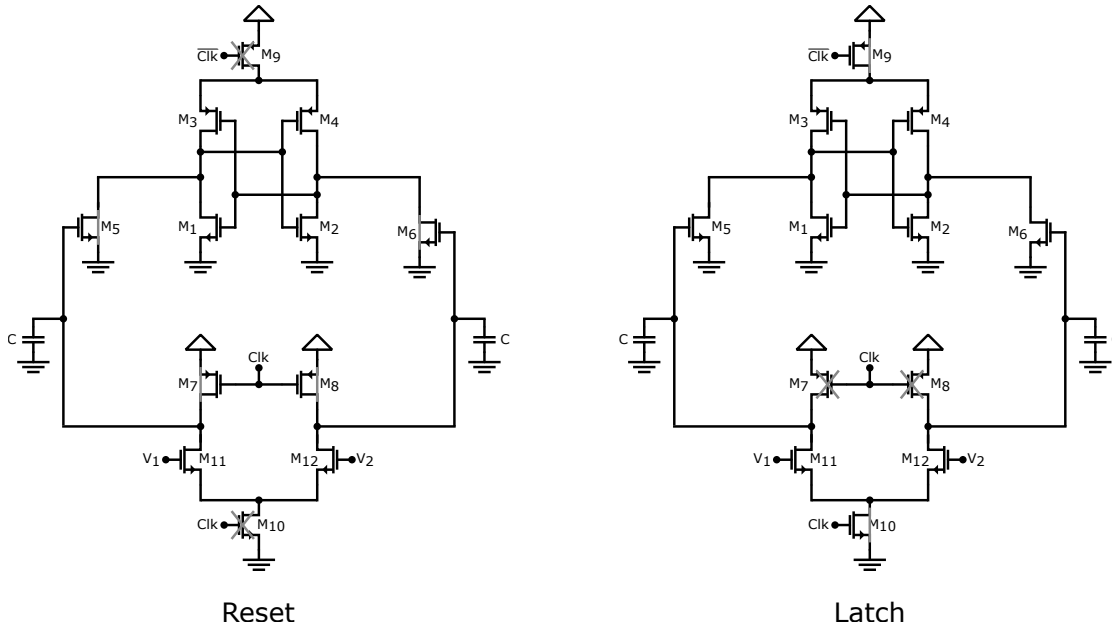 Clk M9 Clk M9
M3 M4 M3 M4
M5 M1 M2 M6 M5 M1 M2 M6
C C C
Clk Clk
M7 M8 M7 M8
V1 M11 M12 V2 V1 M11 M12 V2
Clk M10 Clk M10
Reset Latch